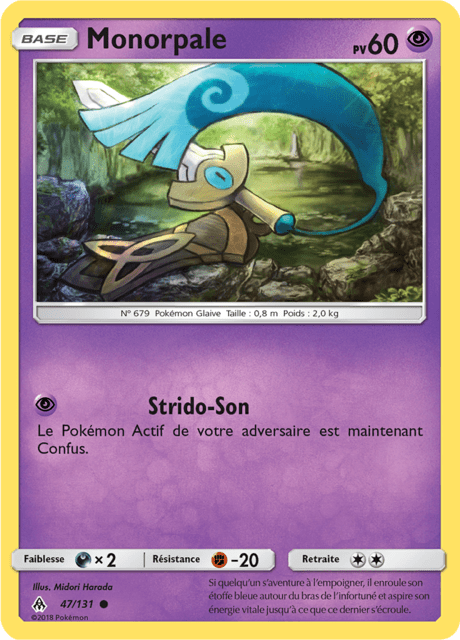 BASE Monorpale PV60
N° 679 Pokémon Glaive Taille : 0,8 m Poids : 2,0 kg
Strido-Son
Le Pokémon Actif de votre adversaire est maintenant
Confus.
Faiblesse ×2 Résistance -20 Retraite
Illus. Midori Harada
47/131
©2018 Pokémon
Si quelqu'un s'aventure à l'empoigner, il enroule son
étoffe bleue autour du bras de l'infortuné et aspire son
énergie vitale jusqu'à ce que ce dernier s'écroule.